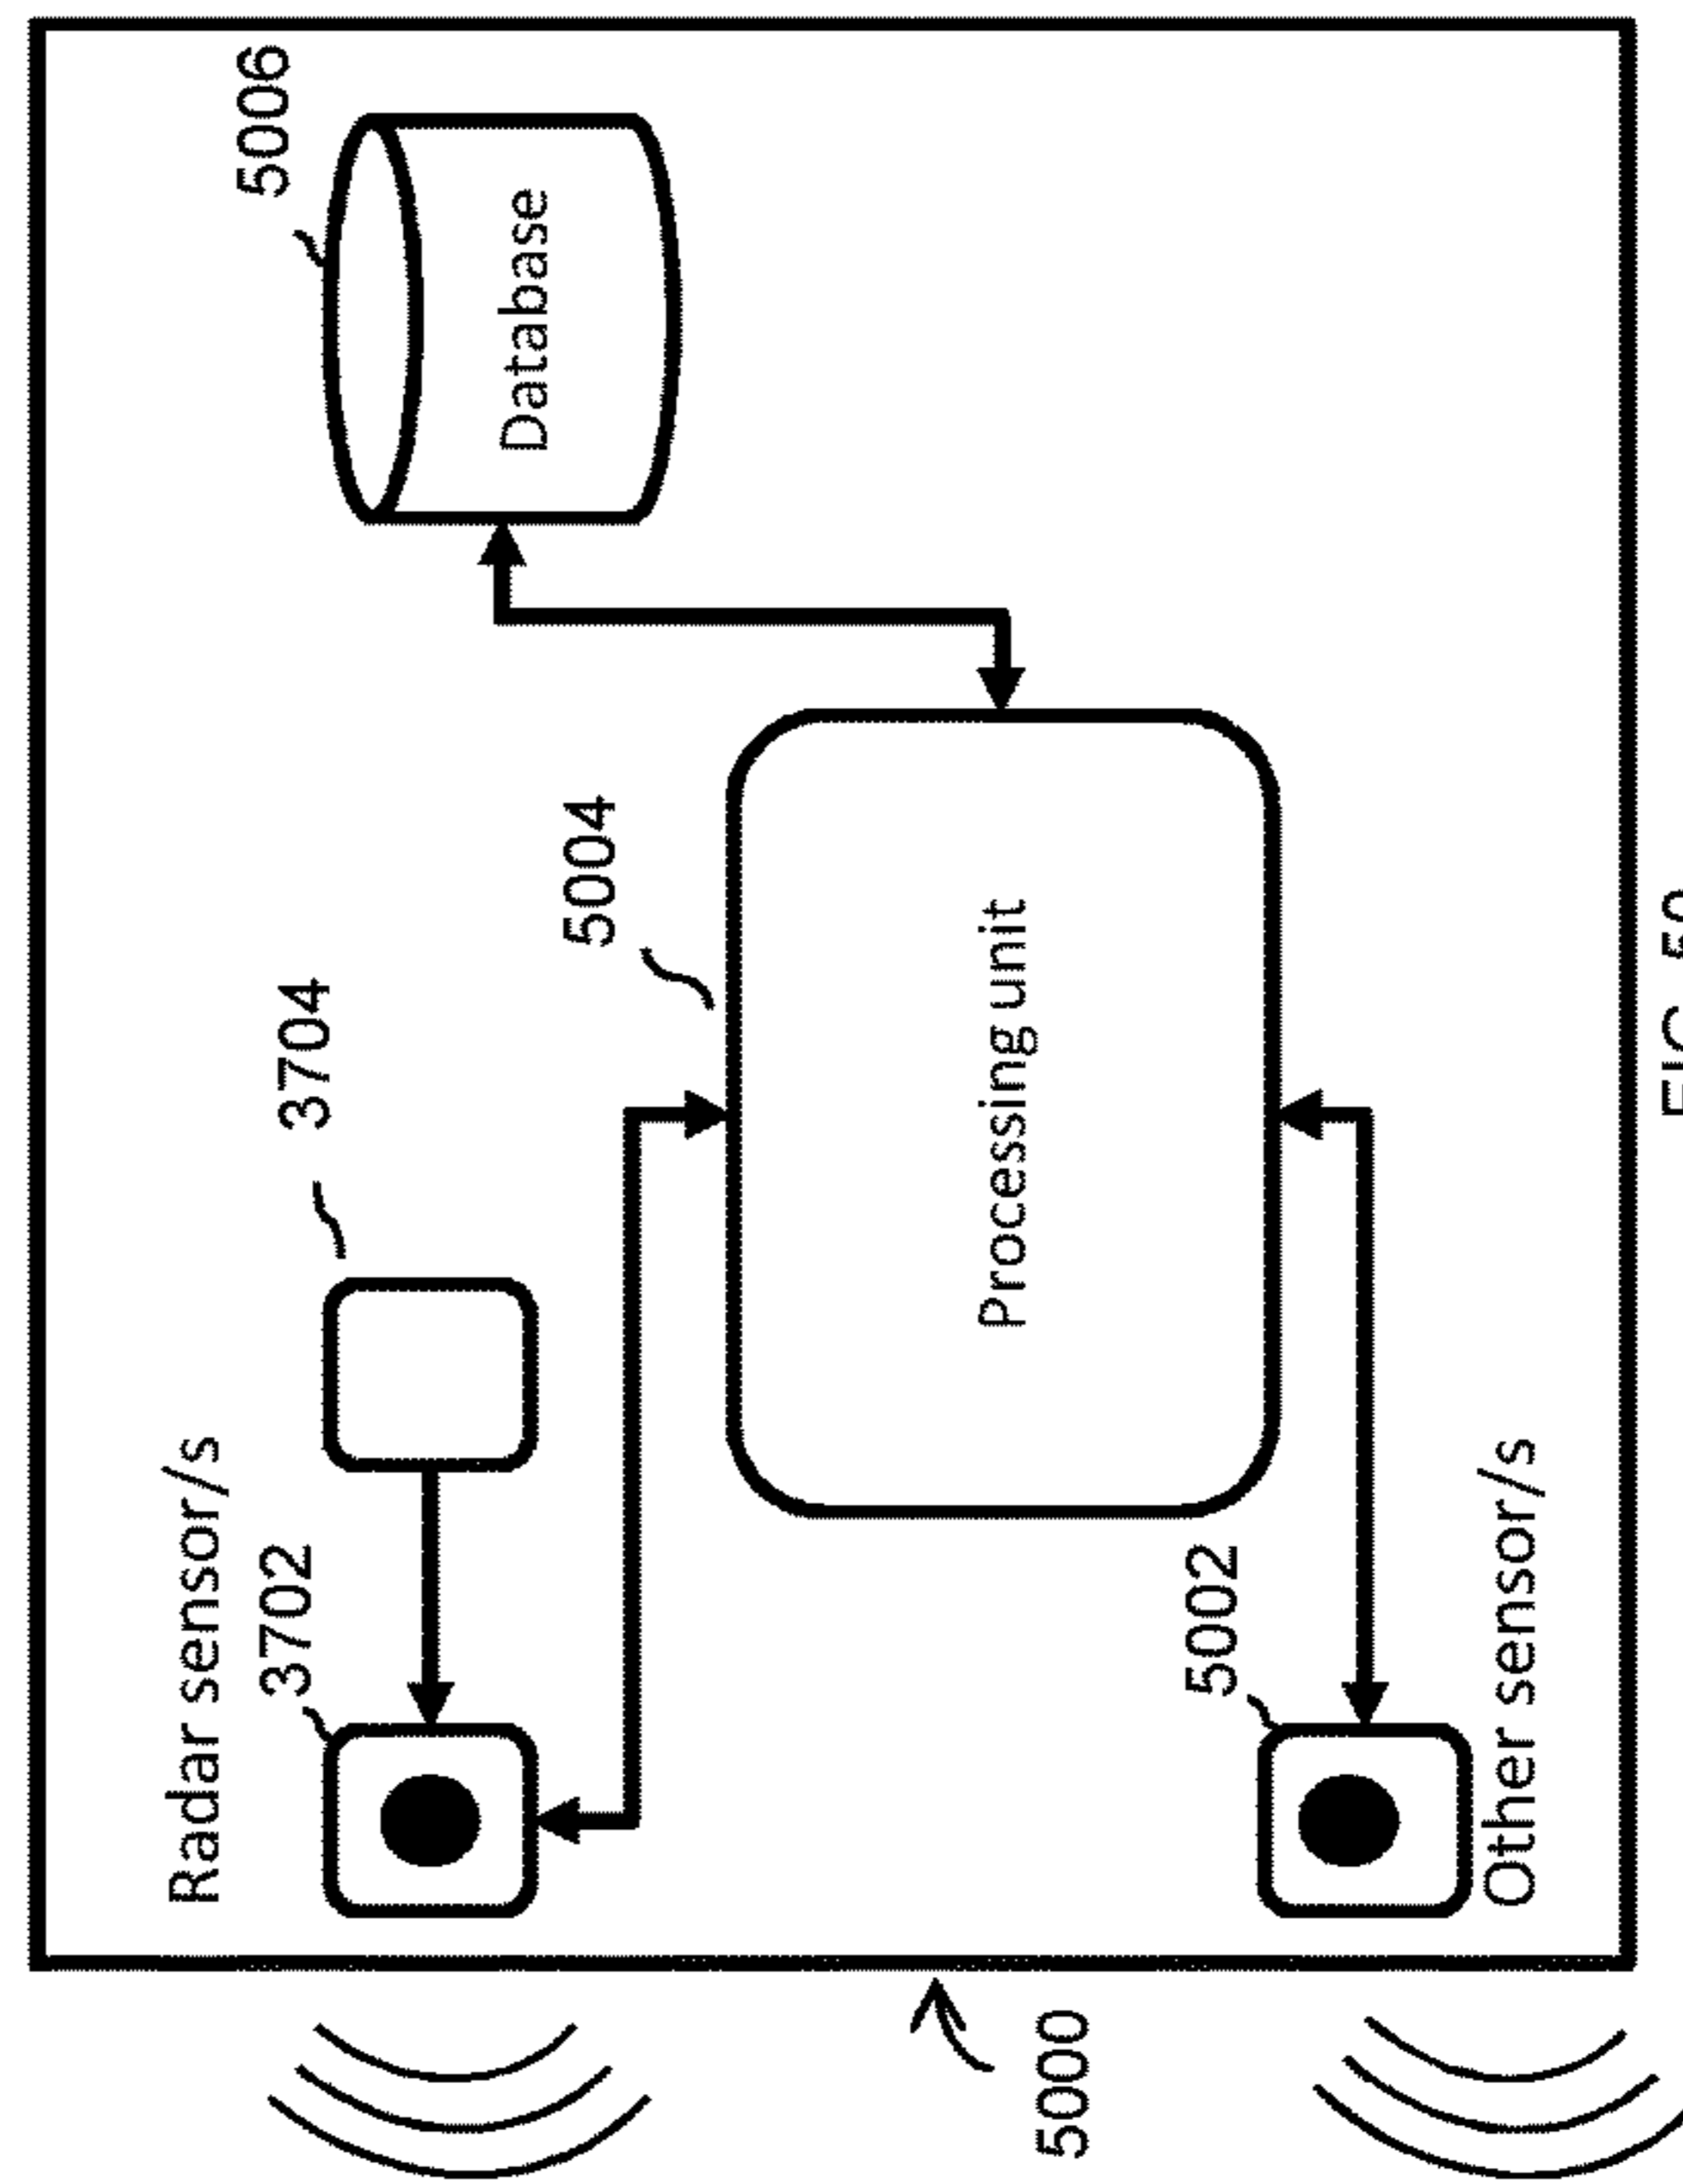 Radar sensor/s
5006
3702
3704
Database
5004
Processing unit
5000
5002
Other sensor/s